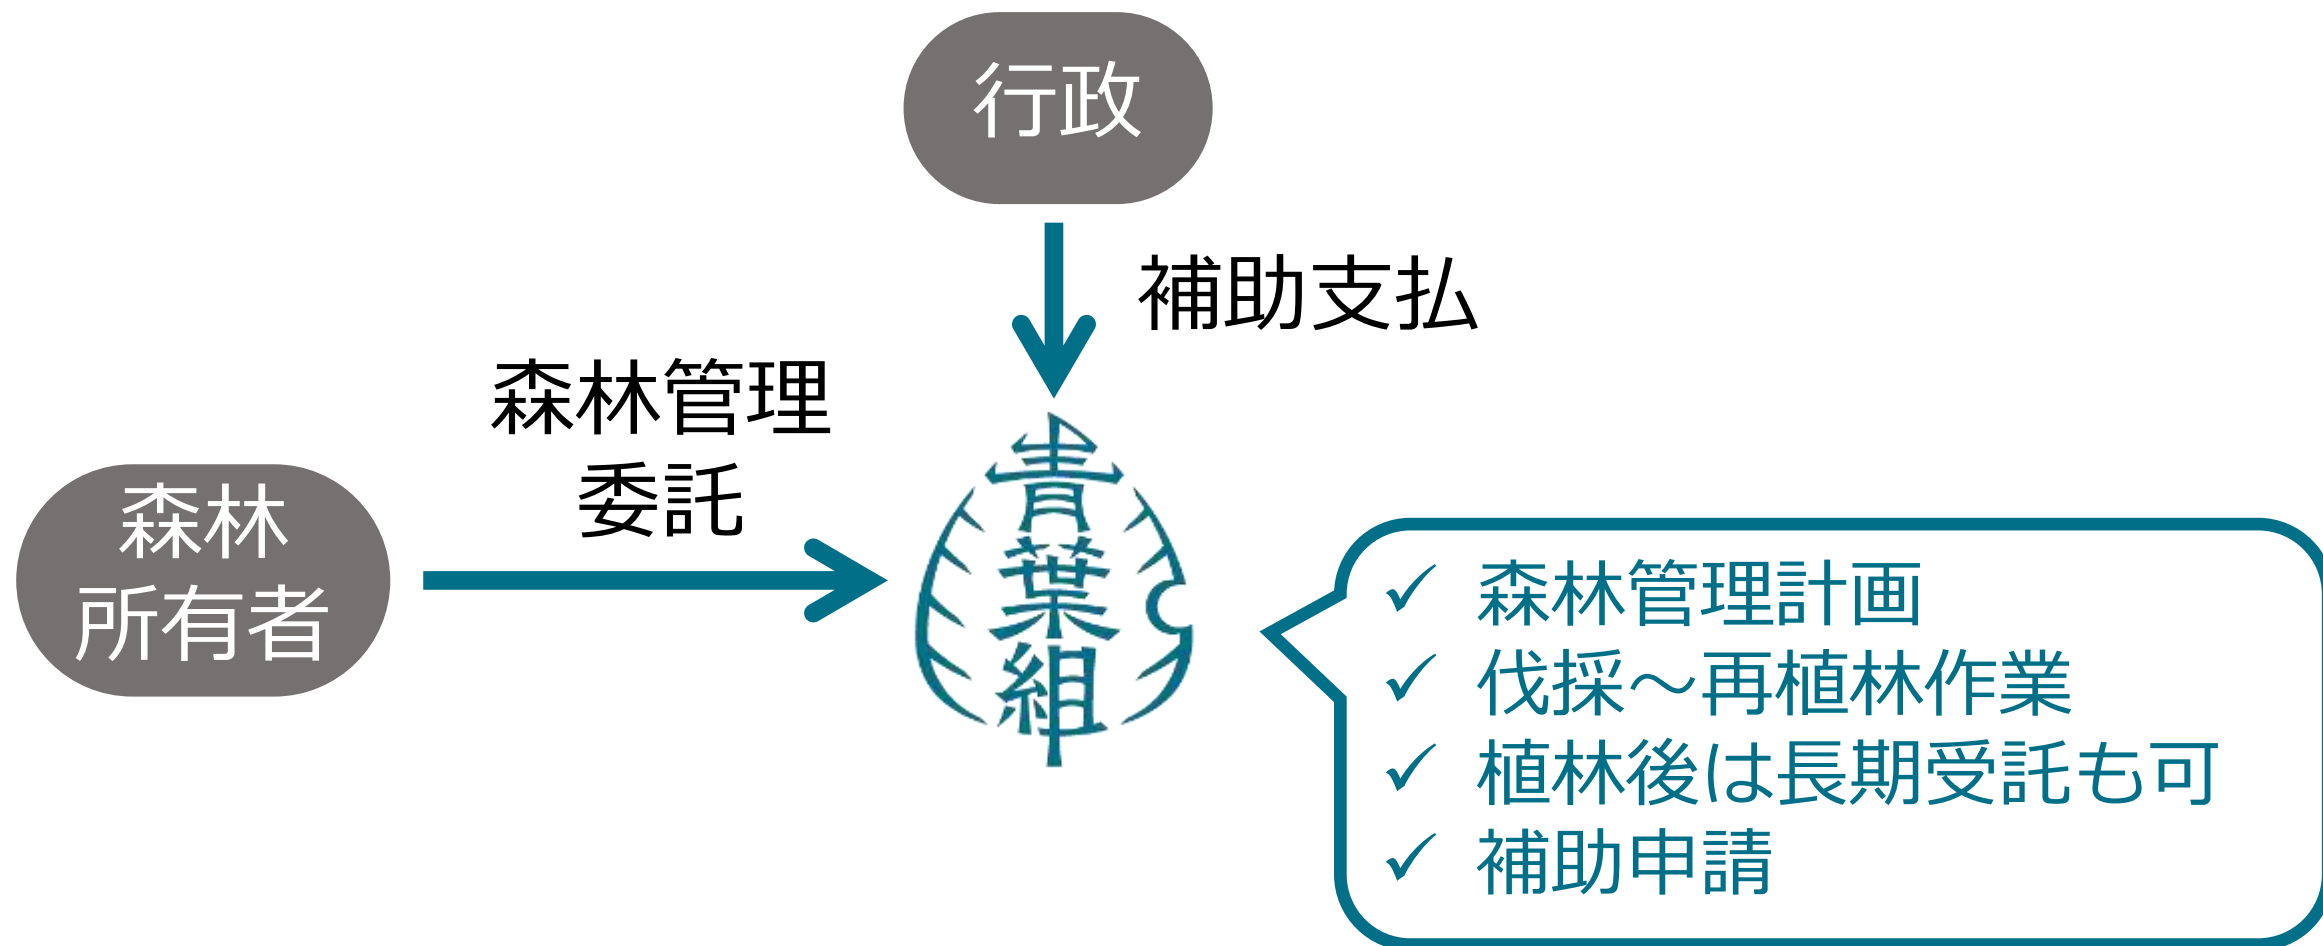 行政
補助支払
森林管理
委託
森林
所有者
青葉組
✓ 森林管理計画
✓ 伐採～再植林作業
✓ 植林後は長期受託も可
✓ 補助申請